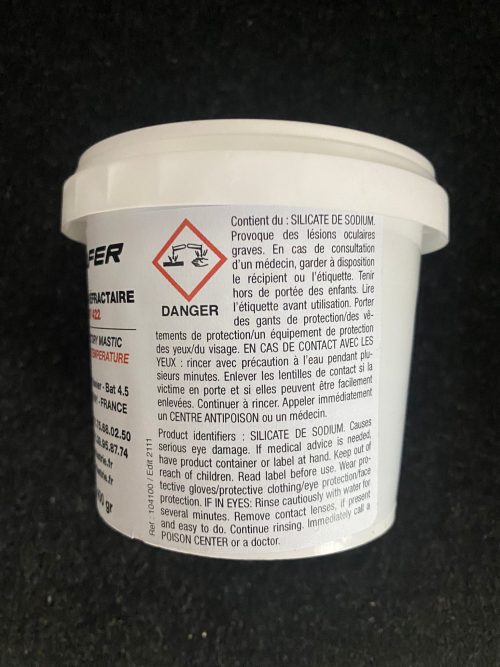 FER
REFRACTAIRE
422
ORY MASTIC
TEMPERATURE
- Bat 4.5
- FRANCE
.88.02.50
.95.87.74
.fr
.fr
00 gr
Ref. : 104100 / Edit 2111
DANGER
Contient du : SILICATE DE SODIUM.
Provoque des lésions oculaires
graves. En cas de consultation
d'un médecin, garder à disposition
le récipient ou l'étiquette. Tenir
hors de portée des enfants. Lire
l'étiquette avant utilisation. Porter
des gants de protection/des vê-
tements de protection/un équipement de protection
des yeux/du visage. EN CAS DE CONTACT AVEC LES
YEUX : rincer avec précaution à l'eau pendant plu-
sieurs minutes. Enlever les lentilles de contact si la
victime en porte et si elles peuvent être facilement
enlevées. Continuer à rincer. Appeler immédiatement
un CENTRE ANTIPOISON ou un médecin.
Product identifiers : SILICATE DE SODIUM. Causes
serious eye damage. If medical advice is needed,
have product container or label at hand. Keep out of
reach of children. Read label before use. Wear pro-
tective gloves/protective clothing/eye protection/face
protection. IF IN EYES: Rinse cautiously with water for
several minutes. Remove contact lenses, if present
and easy to do. Continue rinsing. Immediately call a
POISON CENTER or a doctor.